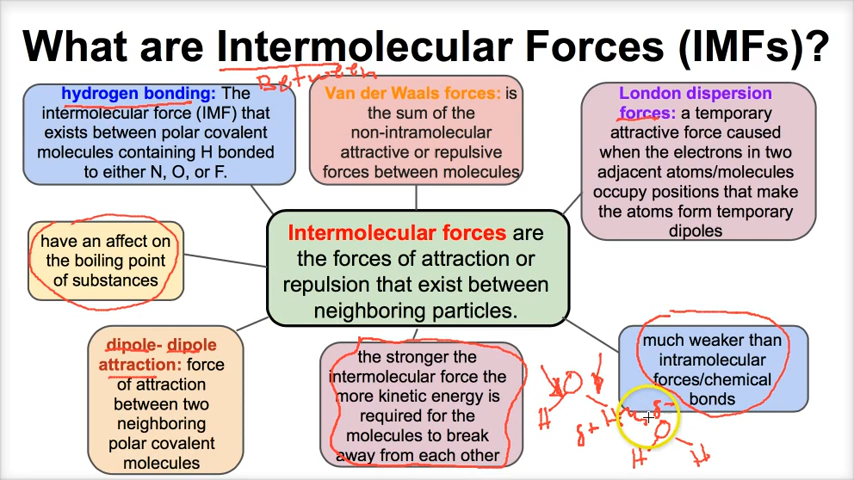 What are Intermolecular Forces (IMFs)?
Between
hydrogen bonding: The
intermolecular force (IMF) that
exists between polar covalent
molecules containing H bonded
to either N, O, or F.
Van der Waals forces: is
the sum of the
non-intramolecular
attractive or repulsive
forces between molecules
London dispersion
forces: a temporary
attractive force caused
when the electrons in two
adjacent atoms/molecules
occupy positions that make
the atoms form temporary
dipoles
have an affect on
the boiling point
of substances
Intermolecular forces are
the forces of attraction or
repulsion that exist between
neighboring particles.
dipole- dipole
attraction: force
of attraction
between two
neighboring
polar covalent
molecules
the stronger the
intermolecular force the
more kinetic energy is
required for the
molecules to break
away from each other
much weaker than
intramolecular
forces/chemical
bonds
O
H
H
δ+
δ-
O
H
H